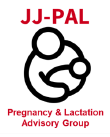 JJ-PAL
Pregnancy & Lactation
Advisory Group